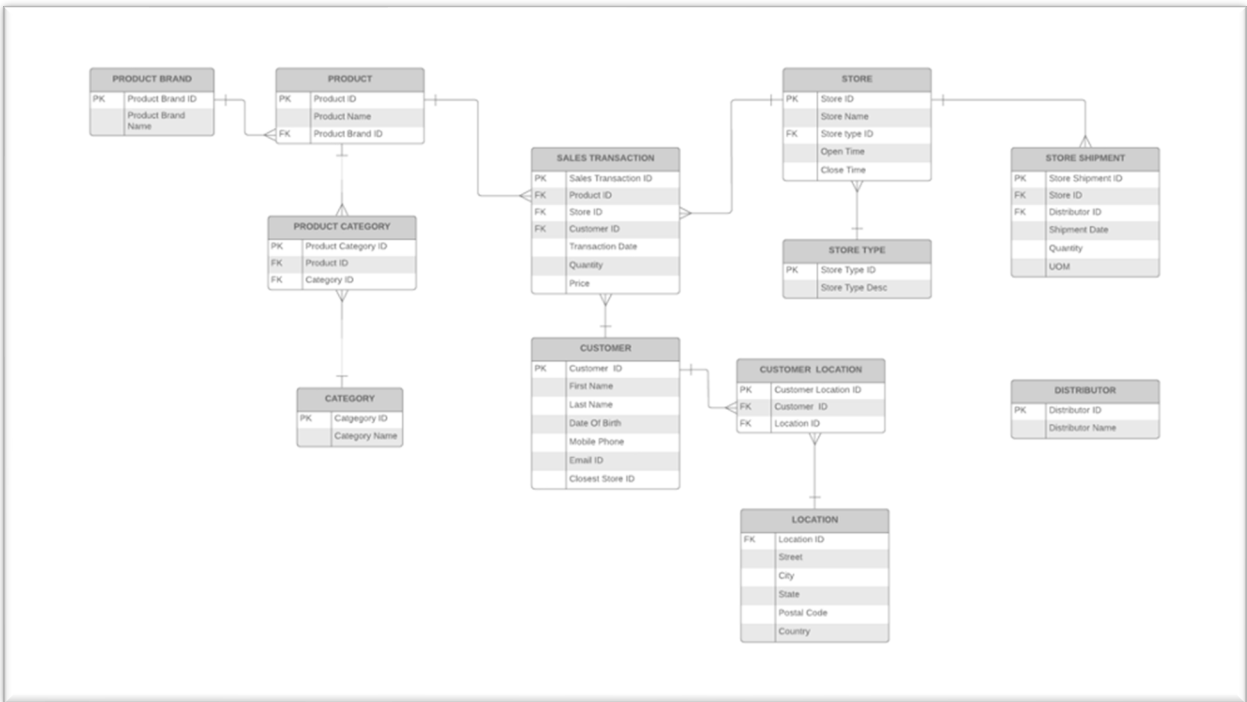 PRODUCT BRAND
PK Product Brand ID
Product Brand
Name
PRODUCT
PK Product ID
Product Name
FK Product Brand ID
PRODUCT CATEGORY
PK Product Category ID
FK Product ID
FK Category ID
CATEGORY
PK Catgegory ID
Category Name
SALES TRANSACTION
PK Sales Transaction ID
FK Product ID
FK Store ID
FK Customer ID
Transaction Date
Quantity
Price
CUSTOMER
PK Customer ID
First Name
Last Name
Date Of Birth
Mobile Phone
Email ID
Closest Store ID
STORE
PK Store ID
Store Name
FK Store type ID
Open Time
Close Time
STORE TYPE
PK Store Type ID
Store Type Desc
CUSTOMER LOCATION
PK Customer Location ID
FK Customer ID
FK Location ID
LOCATION
FK Location ID
Street
City
State
Postal Code
Country
STORE SHIPMENT
PK Store Shipment ID
FK Store ID
FK Distributor ID
Shipment Date
Quantity
UOM
DISTRIBUTOR
PK Distributor ID
Distributor Name